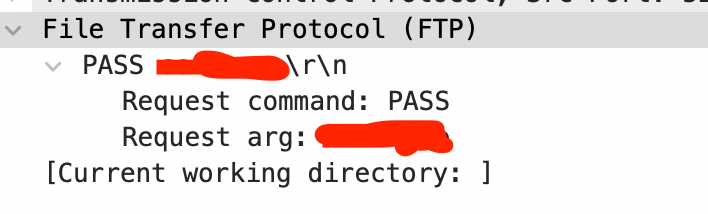 File Transfer Protocol (FTP)
PASS \r\n
Request command: PASS
Request arg:
[Current working directory: ]